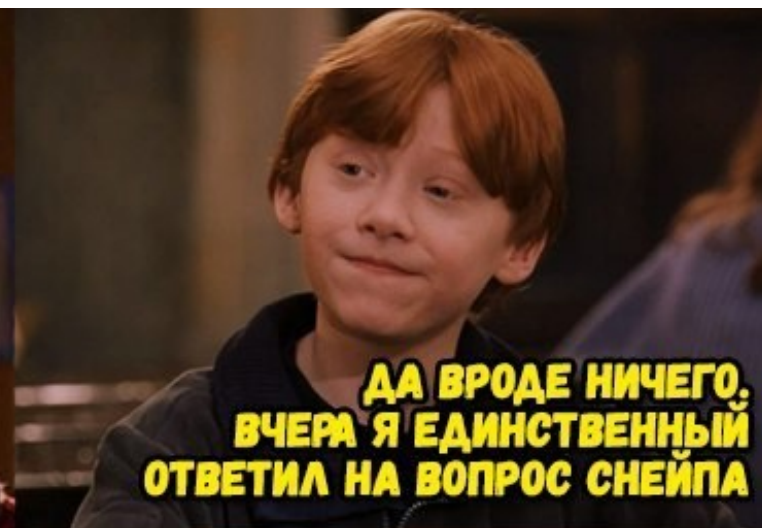 ДА ВРОДЕ НИЧЕГО.
ВЧЕРА Я ЕДИНСТВЕННЫЙ
ОТВЕТИЛ НА ВОПРОС СНЕЙПА